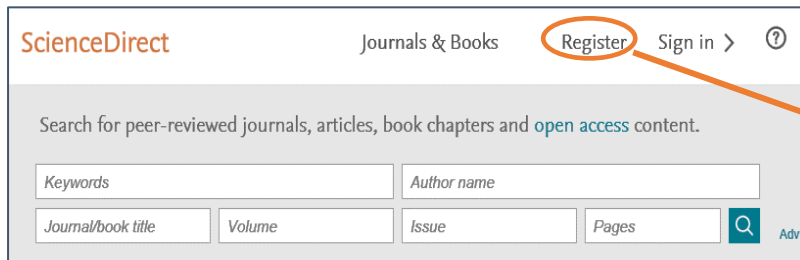 ScienceDirect Journals & Books Register Sign in > ?
Search for peer-reviewed journals, articles, book chapters and open access content.
Keywords Author name
Journal/book title Volume Issue Pages Adv